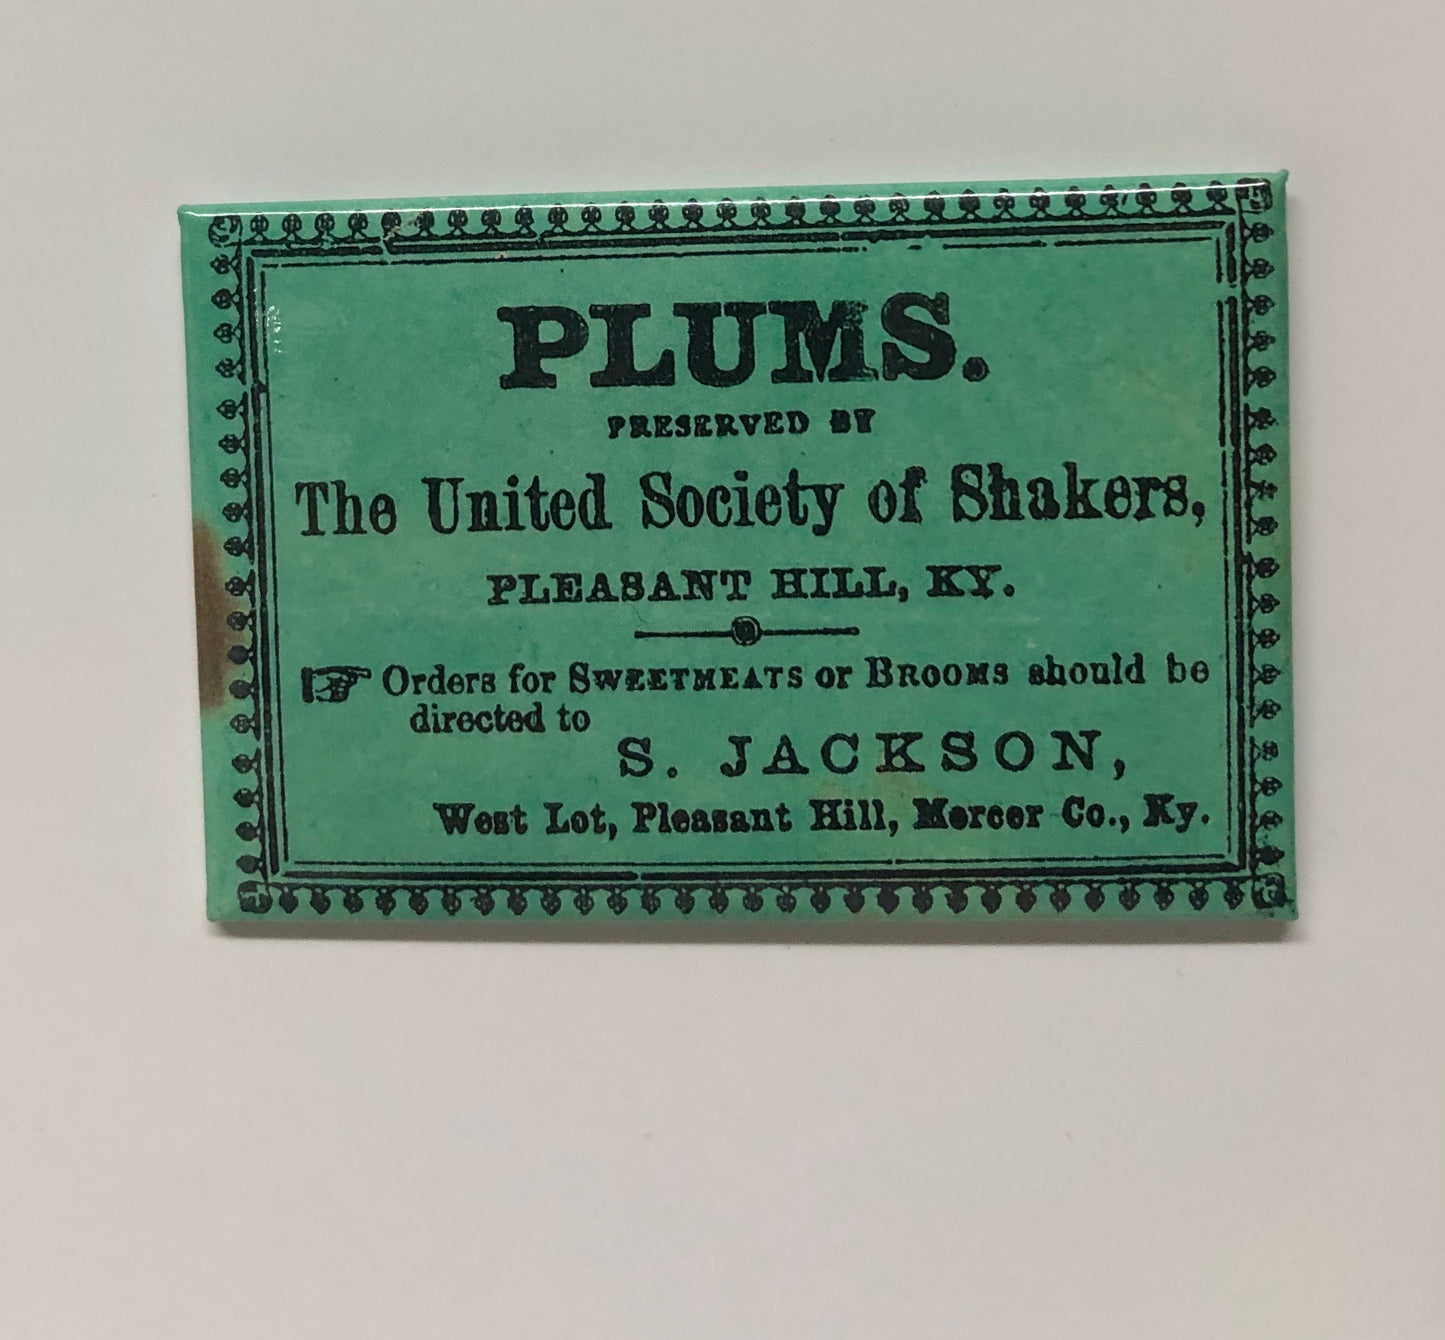 PLUMS.
PRESERVED BY
The United Society of Shakers,
PLEASANT HILL, KY.
☞ Orders for SWEETMEATS or BROOMS should be
directed to
S. JACKSON,
West Lot, Pleasant Hill, Mercer Co., Ky.